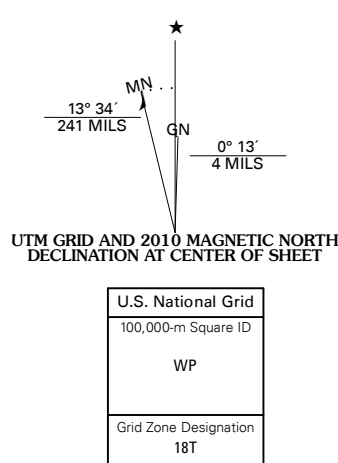 ★
MN
13° 34´
241 MILS
GN
0° 13´
4 MILS
UTM GRID AND 2010 MAGNETIC NORTH
DECLINATION AT CENTER OF SHEET
U.S. National Grid
100,000-m Square ID
WP
Grid Zone Designation
18T